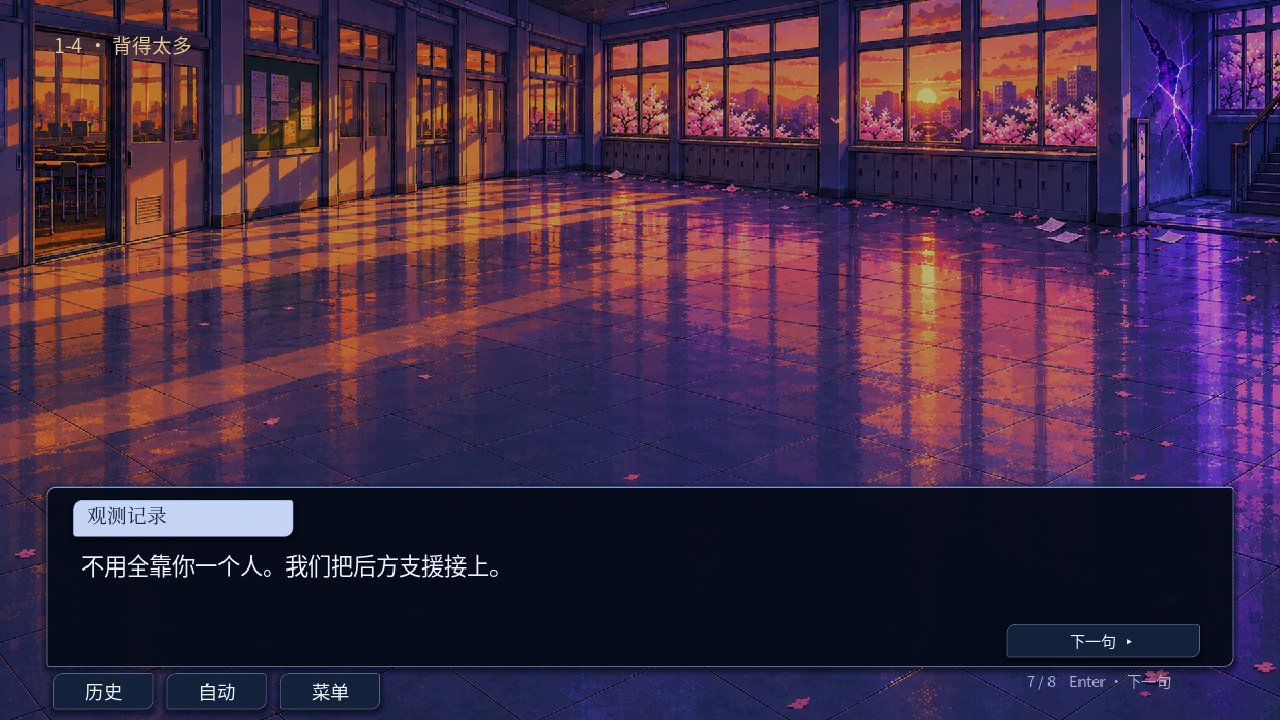 1-4 · 背得太多
观测记录
不用全靠你一个人。我们把后方支援接上。
下一句 ▸
历史 自动 菜单
7 / 8 Enter · 下一句